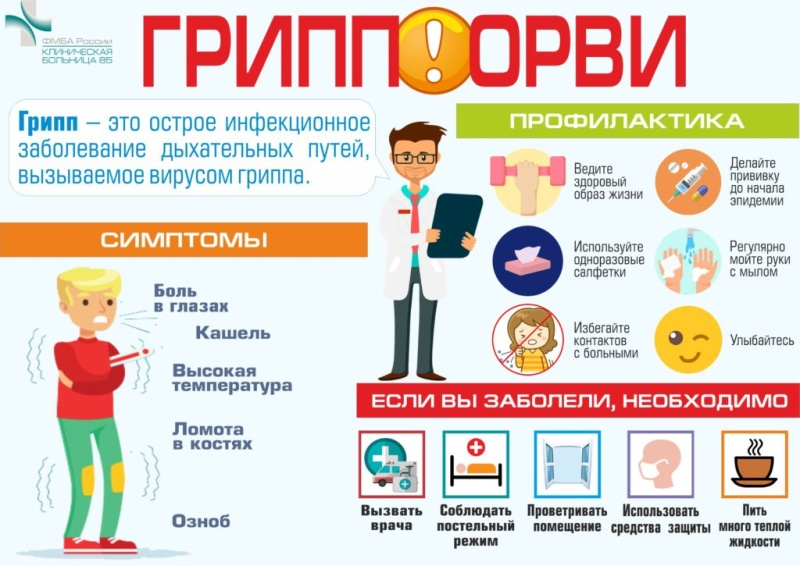 ФМБА России
КЛИНИЧЕСКАЯ
БОЛЬНИЦА 85
ГРИПП!ОРВИ
Грипп – это острое инфекционное
заболевание дыхательных путей,
вызываемое вирусом гриппа.
СИМПТОМЫ
Боль
в глазах
Кашель
Высокая
температура
Ломота
в костях
Озноб
ПРОФИЛАКТИКА
Ведите
здоровый
образ жизни
Делайте
прививку
до начала
эпидемии
Используйте
одноразовые
салфетки
Регулярно
мойте руки
с мылом
Избегайте
контактов
с больными
Улыбайтесь
ЕСЛИ ВЫ ЗАБОЛЕЛИ, НЕОБХОДИМО
Вызвать
врача
Соблюдать
постельный
режим
Проветривать
помещение
Использовать
средства защиты
Пить
много теплой
жидкости